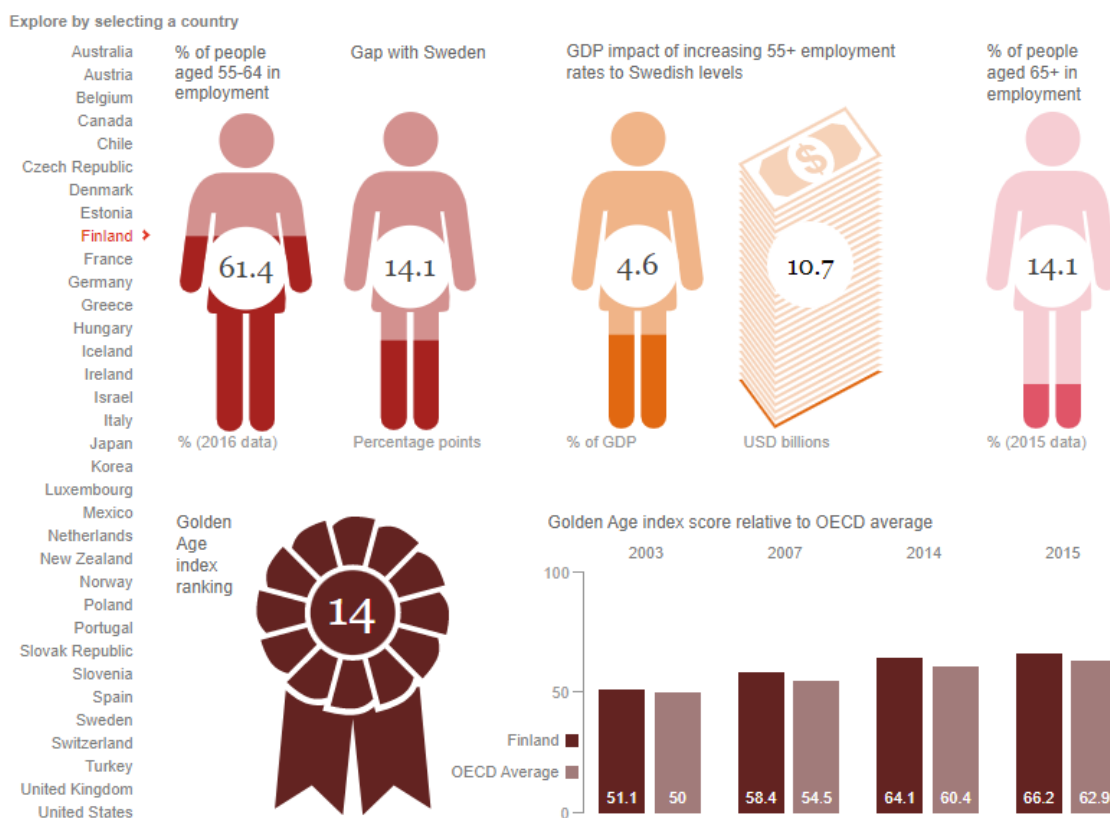 Explore by selecting a country
Australia
Austria
Belgium
Canada
Chile
Czech Republic
Denmark
Estonia
Finland
France
Germany
Greece
Hungary
Iceland
Ireland
Israel
Italy
Japan
Korea
Luxembourg
Mexico
Netherlands
New Zealand
Norway
Poland
Portugal
Slovak Republic
Slovenia
Spain
Sweden
Switzerland
Turkey
United Kingdom
United States
% of people
aged 55-64 in
employment
61.4
% (2016 data)
Gap with Sweden
14.1
Percentage points
GDP impact of increasing 55+ employment
rates to Swedish levels
4.6
% of GDP
$
10.7
USD billions
% of people
aged 65+ in
employment
14.1
% (2015 data)
Golden
Age
index
ranking
14
Golden Age index score relative to OECD average
2003 2007 2014 2015
100
50
0
Finland
OECD Average
51.1 50 58.4 54.5 64.1 60.4 66.2 62.9